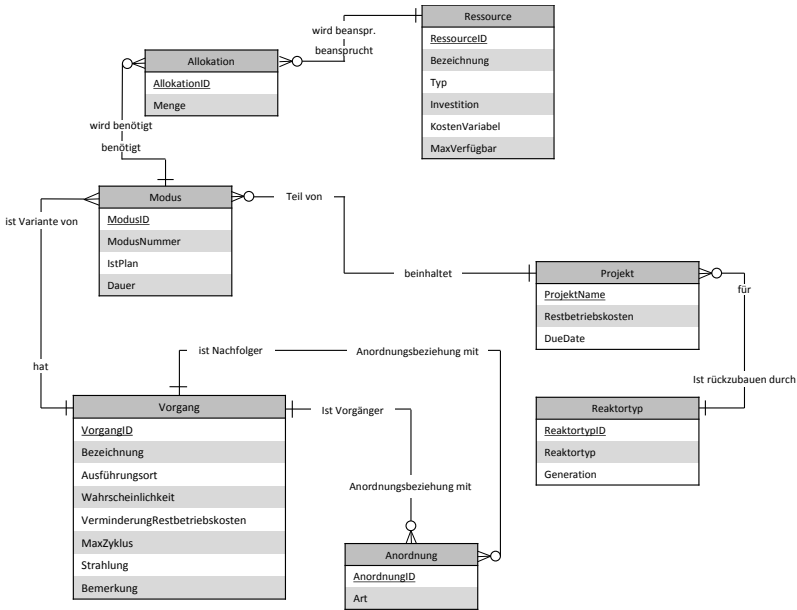 Ressource
RessourceID
Bezeichnung
Typ
Investition
KostenVariabel
MaxVerfügbar
wird beanspr.
beansprucht
Allokation
AllokationID
Menge
wird benötigt
benötigt
Modus
ModusID
ModusNummer
IstPlan
Dauer
Teil von
ist Variante von
beinhaltet
Projekt
ProjektName
Restbetriebskosten
DueDate
für
Ist rückzubauen durch
ist Nachfolger
Anordnungsbeziehung mit
hat
Vorgang
VorgangID
Bezeichnung
Ausführungsort
Wahrscheinlichkeit
VerminderungRestbetriebskosten
MaxZyklus
Strahlung
Bemerkung
Ist Vorgänger
Anordnungsbeziehung mit
Reaktortyp
ReaktortypID
Reaktortyp
Generation
Anordnung
AnordnungID
Art